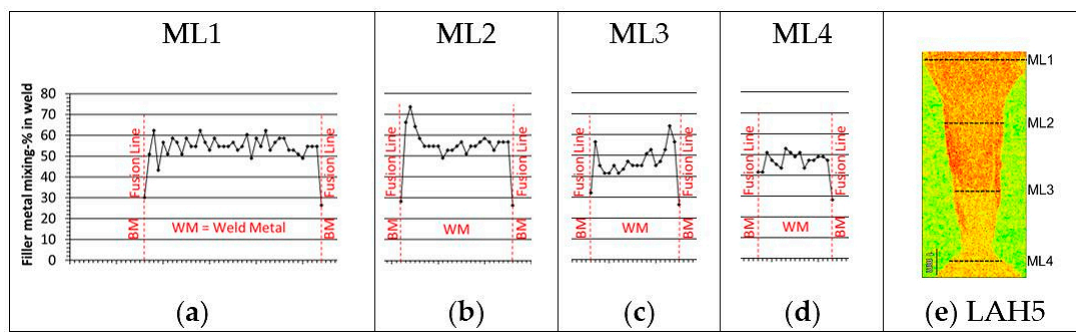 ML1
ML2
ML3
ML4
Filler metal mixing-% in weld
80
70
60
50
40
30
20
10
0
Fusion Line
Fusion Line
BM
WM = Weld Metal
BM
Fusion Line
Fusion Line
BM
WM
BM
Fusion Line
Fusion Line
BM
WM
BM
Fusion Line
Fusion Line
BM
WM
BM
ML1
ML2
ML3
ML4
(a)
(b)
(c)
(d)
(e) LAH5